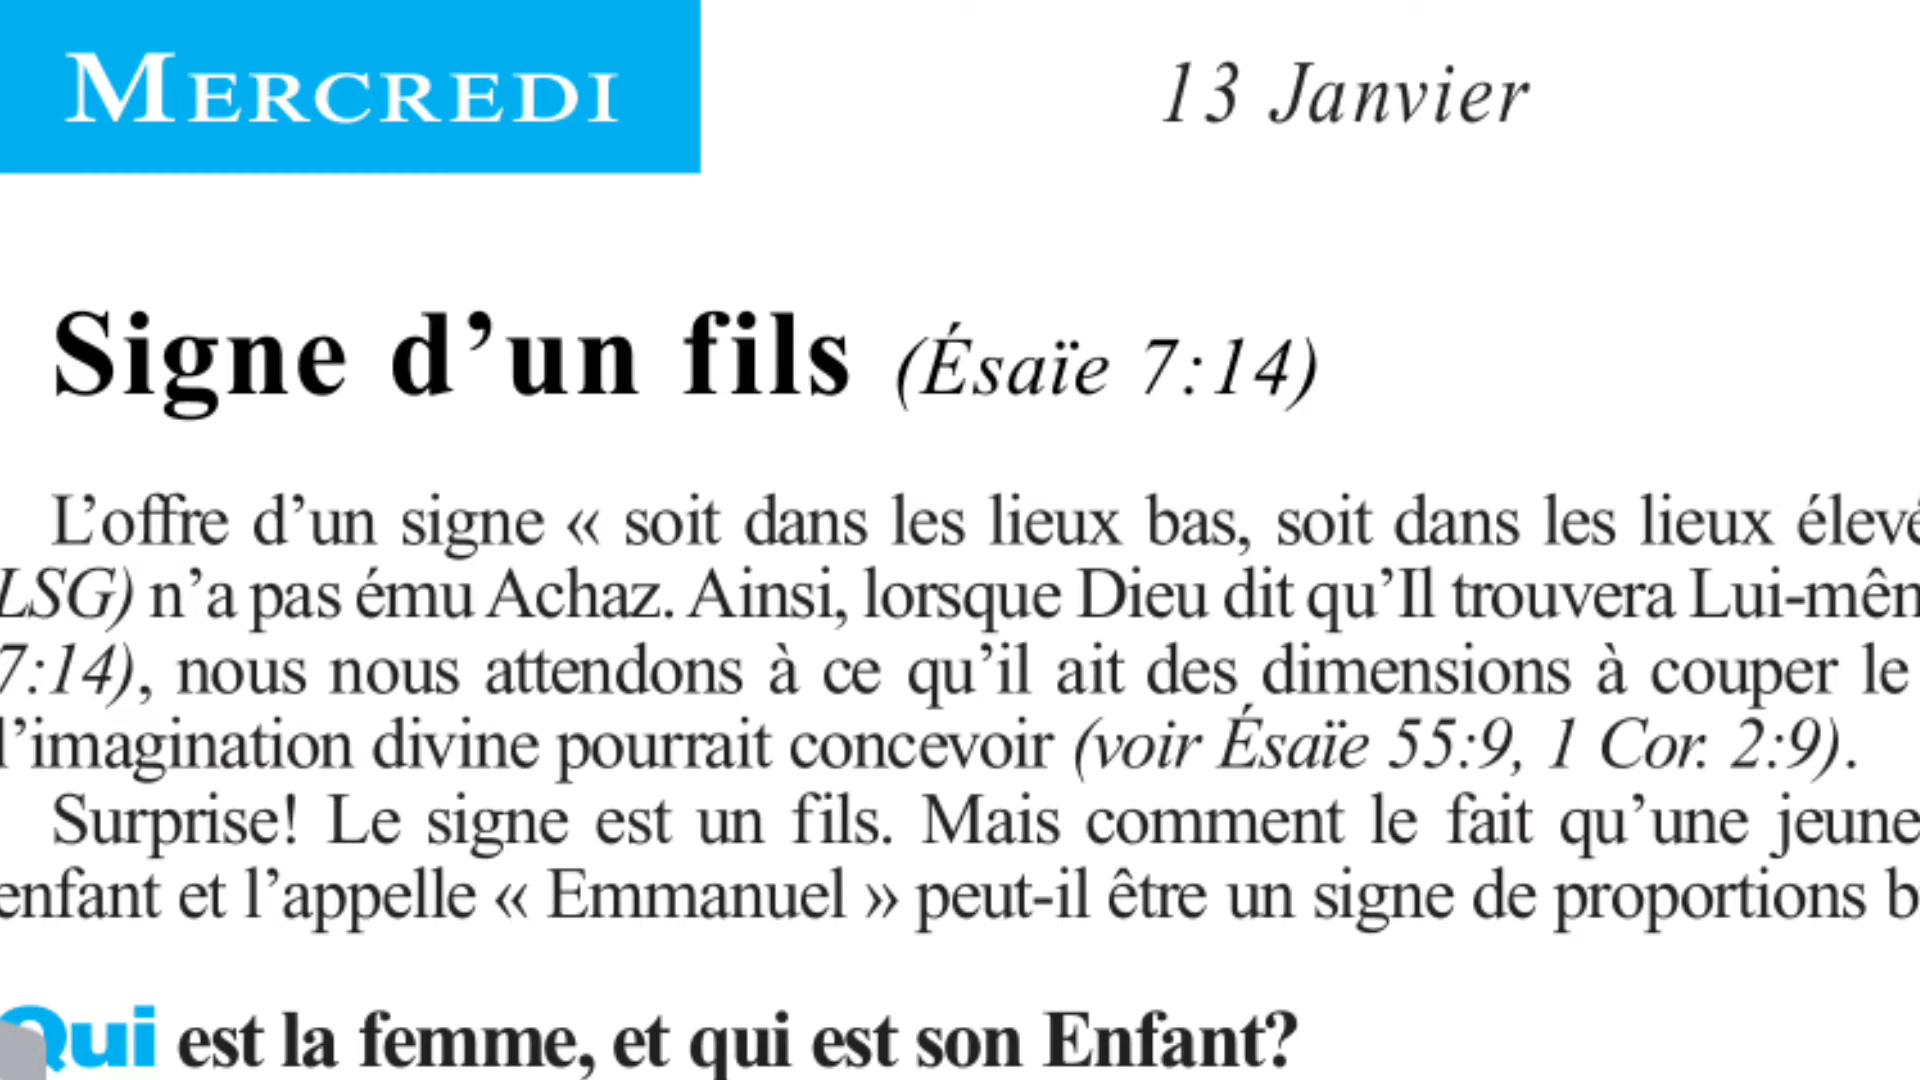 MERCREDI
13 Janvier
Signe d’un fils (Ésaïe 7:14)
L’offre d’un signe « soit dans les lieux bas, soit dans les lieux
LSG) n’a pas ému Achaz. Ainsi, lorsque Dieu dit qu’Il trouvera
7:14), nous nous attendons à ce qu’il ait des dimensions à couper le
l’imagination divine pourrait concevoir (voir Ésaïe 55:9, 1 Cor. 2:9).
Surprise! Le signe est un fils. Mais comment le fait qu’une jeune
enfant et l’appelle « Emmanuel » peut-il être un signe de proportions
Qui est la femme, et qui est son Enfant?